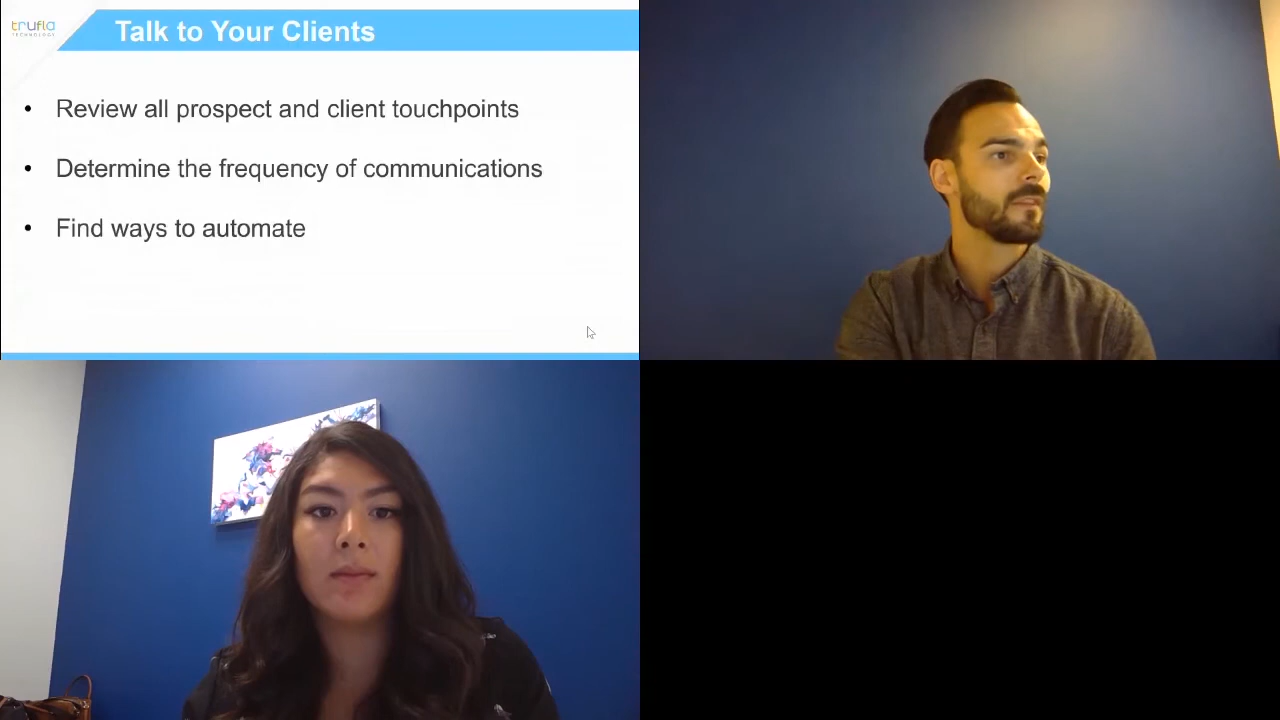 trufla
TECHNOLOGY
Talk to Your Clients
• Review all prospect and client touchpoints
• Determine the frequency of communications
• Find ways to automate